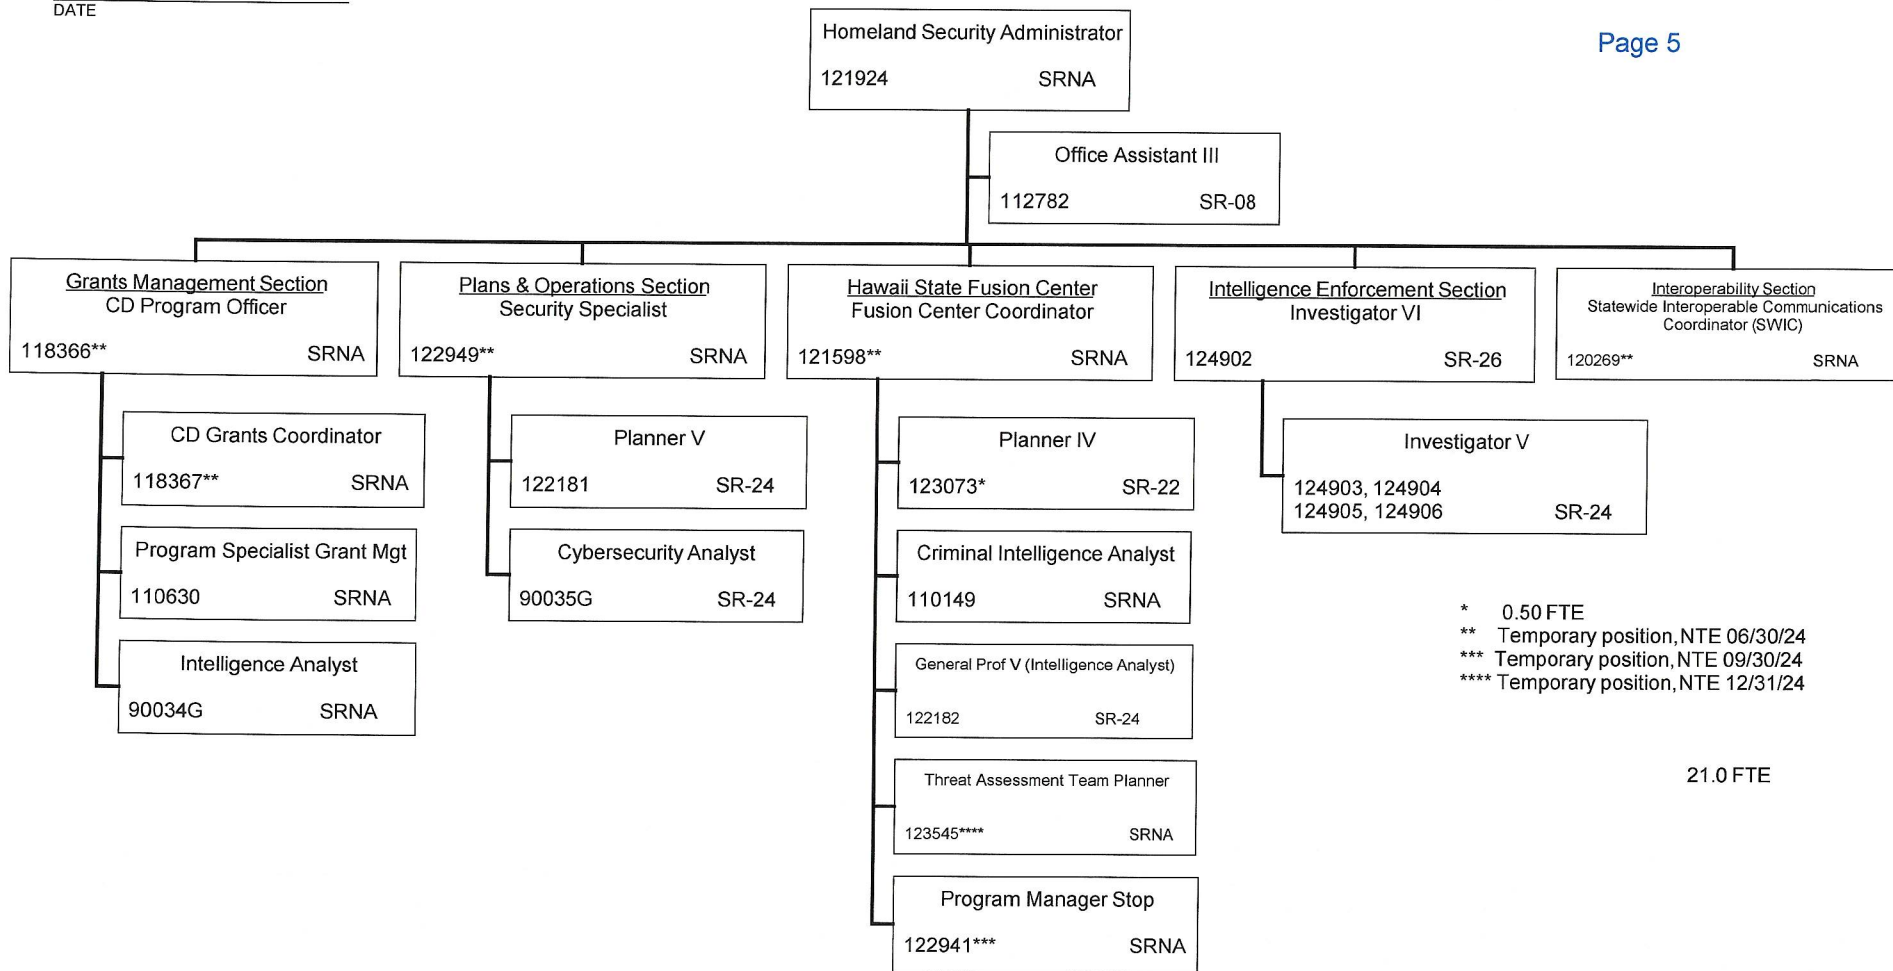 DATE
Page 5
Homeland Security Administrator
121924 SRNA
Office Assistant III
112782 SR-08
Grants Management Section
CD Program Officer
118366** SRNA
CD Grants Coordinator
118367** SRNA
Program Specialist Grant Mgt
110630 SRNA
Intelligence Analyst
90034G SRNA
Plans & Operations Section
Security Specialist
122949** SRNA
Planner V
122181 SR-24
Cybersecurity Analyst
90035G SR-24
Hawaii State Fusion Center
Fusion Center Coordinator
121598** SRNA
Planner IV
123073* SR-22
Criminal Intelligence Analyst
110149 SRNA
General Prof V (Intelligence Analyst)
122182 SR-24
Threat Assessment Team Planner
123545**** SRNA
Program Manager Stop
122941*** SRNA
Intelligence Enforcement Section
Investigator VI
124902 SR-26
Investigator V
124903, 124904
124905, 124906 SR-24
Interoperability Section
Statewide Interoperable Communications
Coordinator (SWIC)
120269** SRNA
* 0.50 FTE
** Temporary position, NTE 06/30/24
*** Temporary position, NTE 09/30/24
**** Temporary position, NTE 12/31/24
21.0 FTE